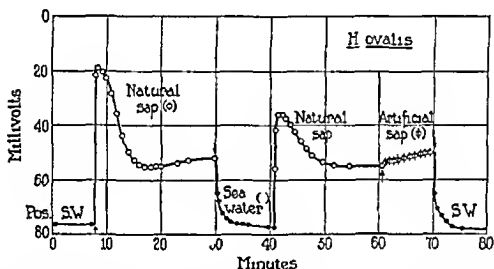 H ovalis
0
20
40
60
80
Millivolts
Natural
sap (o)
Natural
sap
Artificial
sap (ϕ)
Sea
water ( )
Pos.
S.W
SW
0 10 20 30 40 50 60 70 80
Minutes